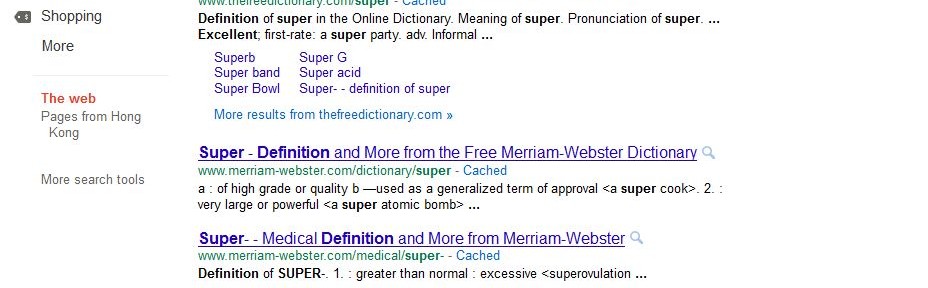 Shopping
More
The web
Pages from Hong
Kong
More search tools
www.thefreedictionary.com/super - Cached
Definition of super in the Online Dictionary. Meaning of super. Pronunciation of super. ...
Excellent; first-rate: a super party. adv. Informal ...
Superb Super G
Super band Super acid
Super Bowl Super- - definition of super
More results from thefreedictionary.com »
Super - Definition and More from the Free Merriam-Webster Dictionary
www.merriam-webster.com/dictionary/super - Cached
a : of high grade or quality b —used as a generalized term of approval <a super cook>. 2. :
very large or powerful <a super atomic bomb> ...
Super- - Medical Definition and More from Merriam-Webster
www.merriam-webster.com/medical/super- - Cached
Definition of SUPER-. 1. : greater than normal : excessive <superovulation ...